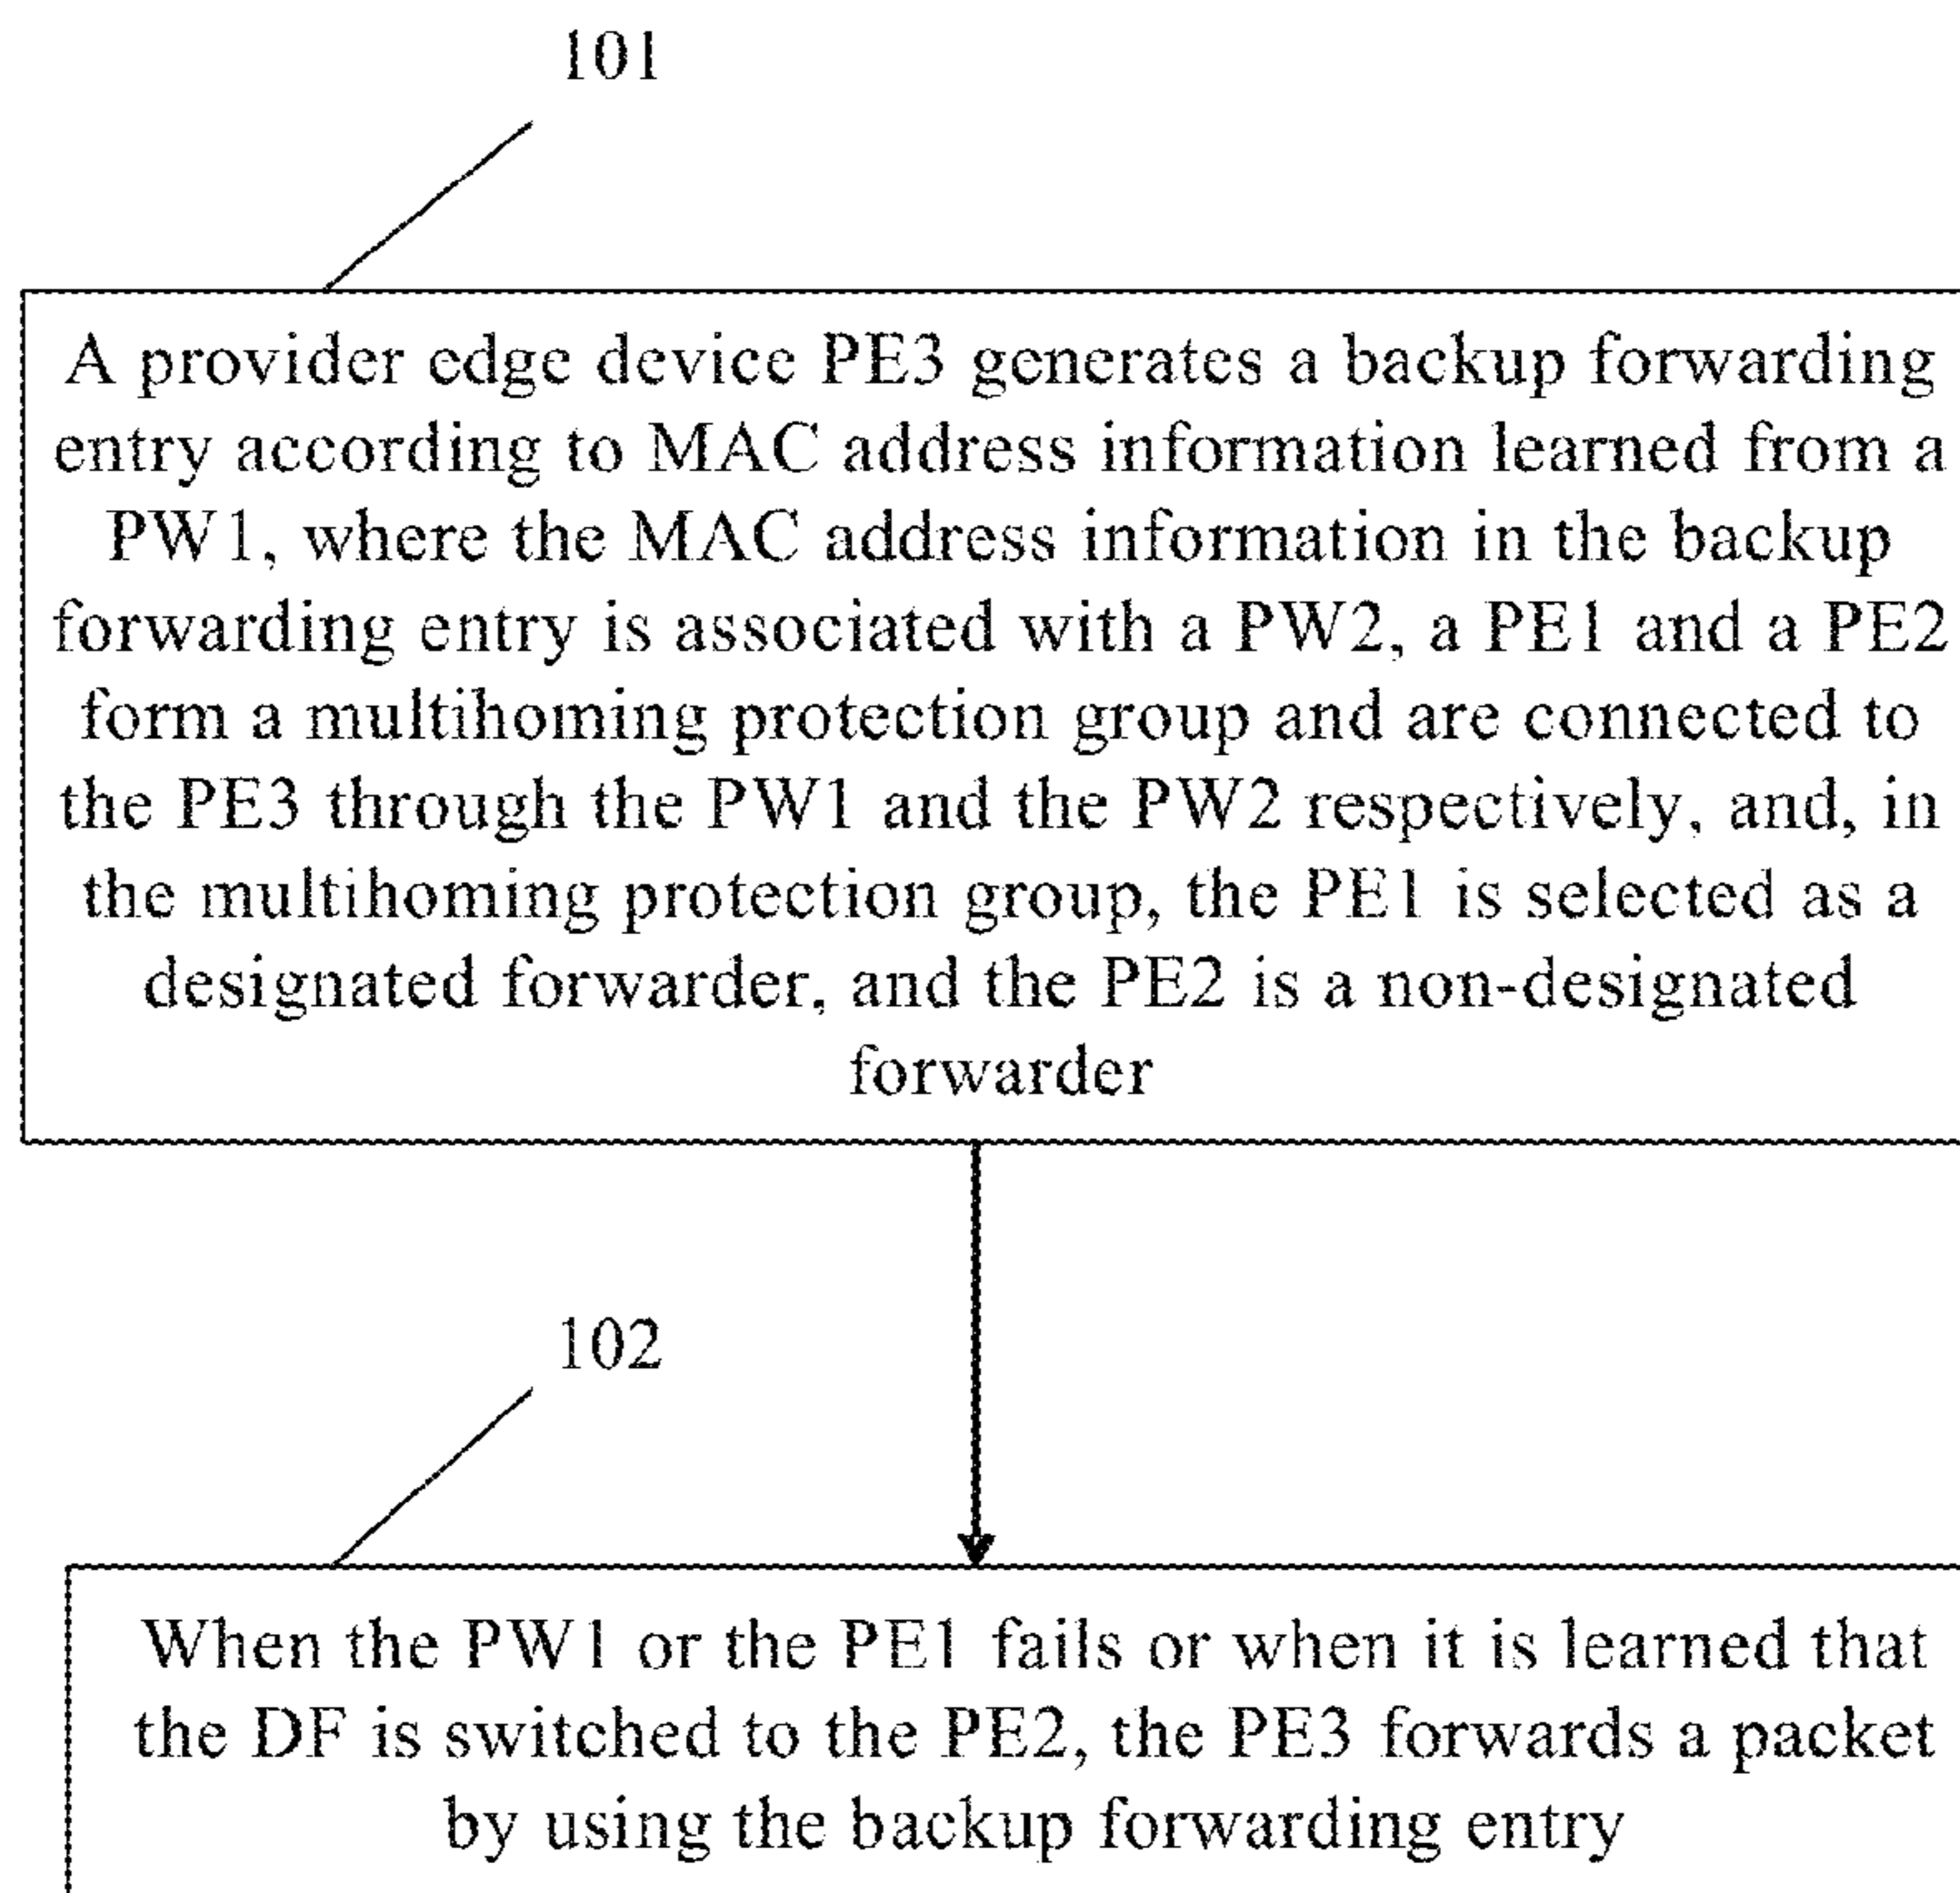 101
A provider edge device PE3 generates a backup forwarding
entry according to MAC address information learned from a
PW1, where the MAC address information in the backup
forwarding entry is associated with a PW2, a PE1 and a PE2
form a multihoming protection group and are connected to
the PE3 through the PW1 and the PW2 respectively, and, in
the multihoming protection group, the PE1 is selected as a
designated forwarder, and the PE2 is a non-designated
forwarder
102
When the PW1 or the PE1 fails or when it is learned that
the DF is switched to the PE2, the PE3 forwards a packet
by using the backup forwarding entry